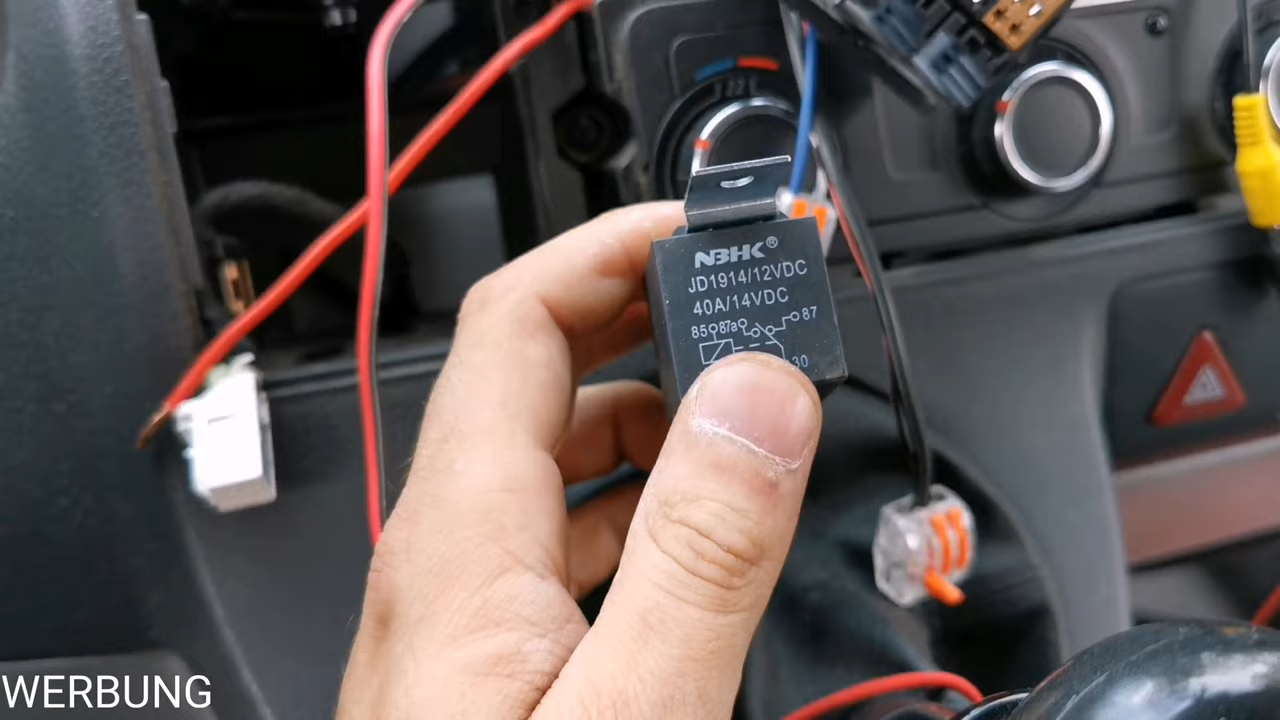 NBHK®
JD1914/12VDC
40A/14VDC
85 87a 87
30
WERBUNG